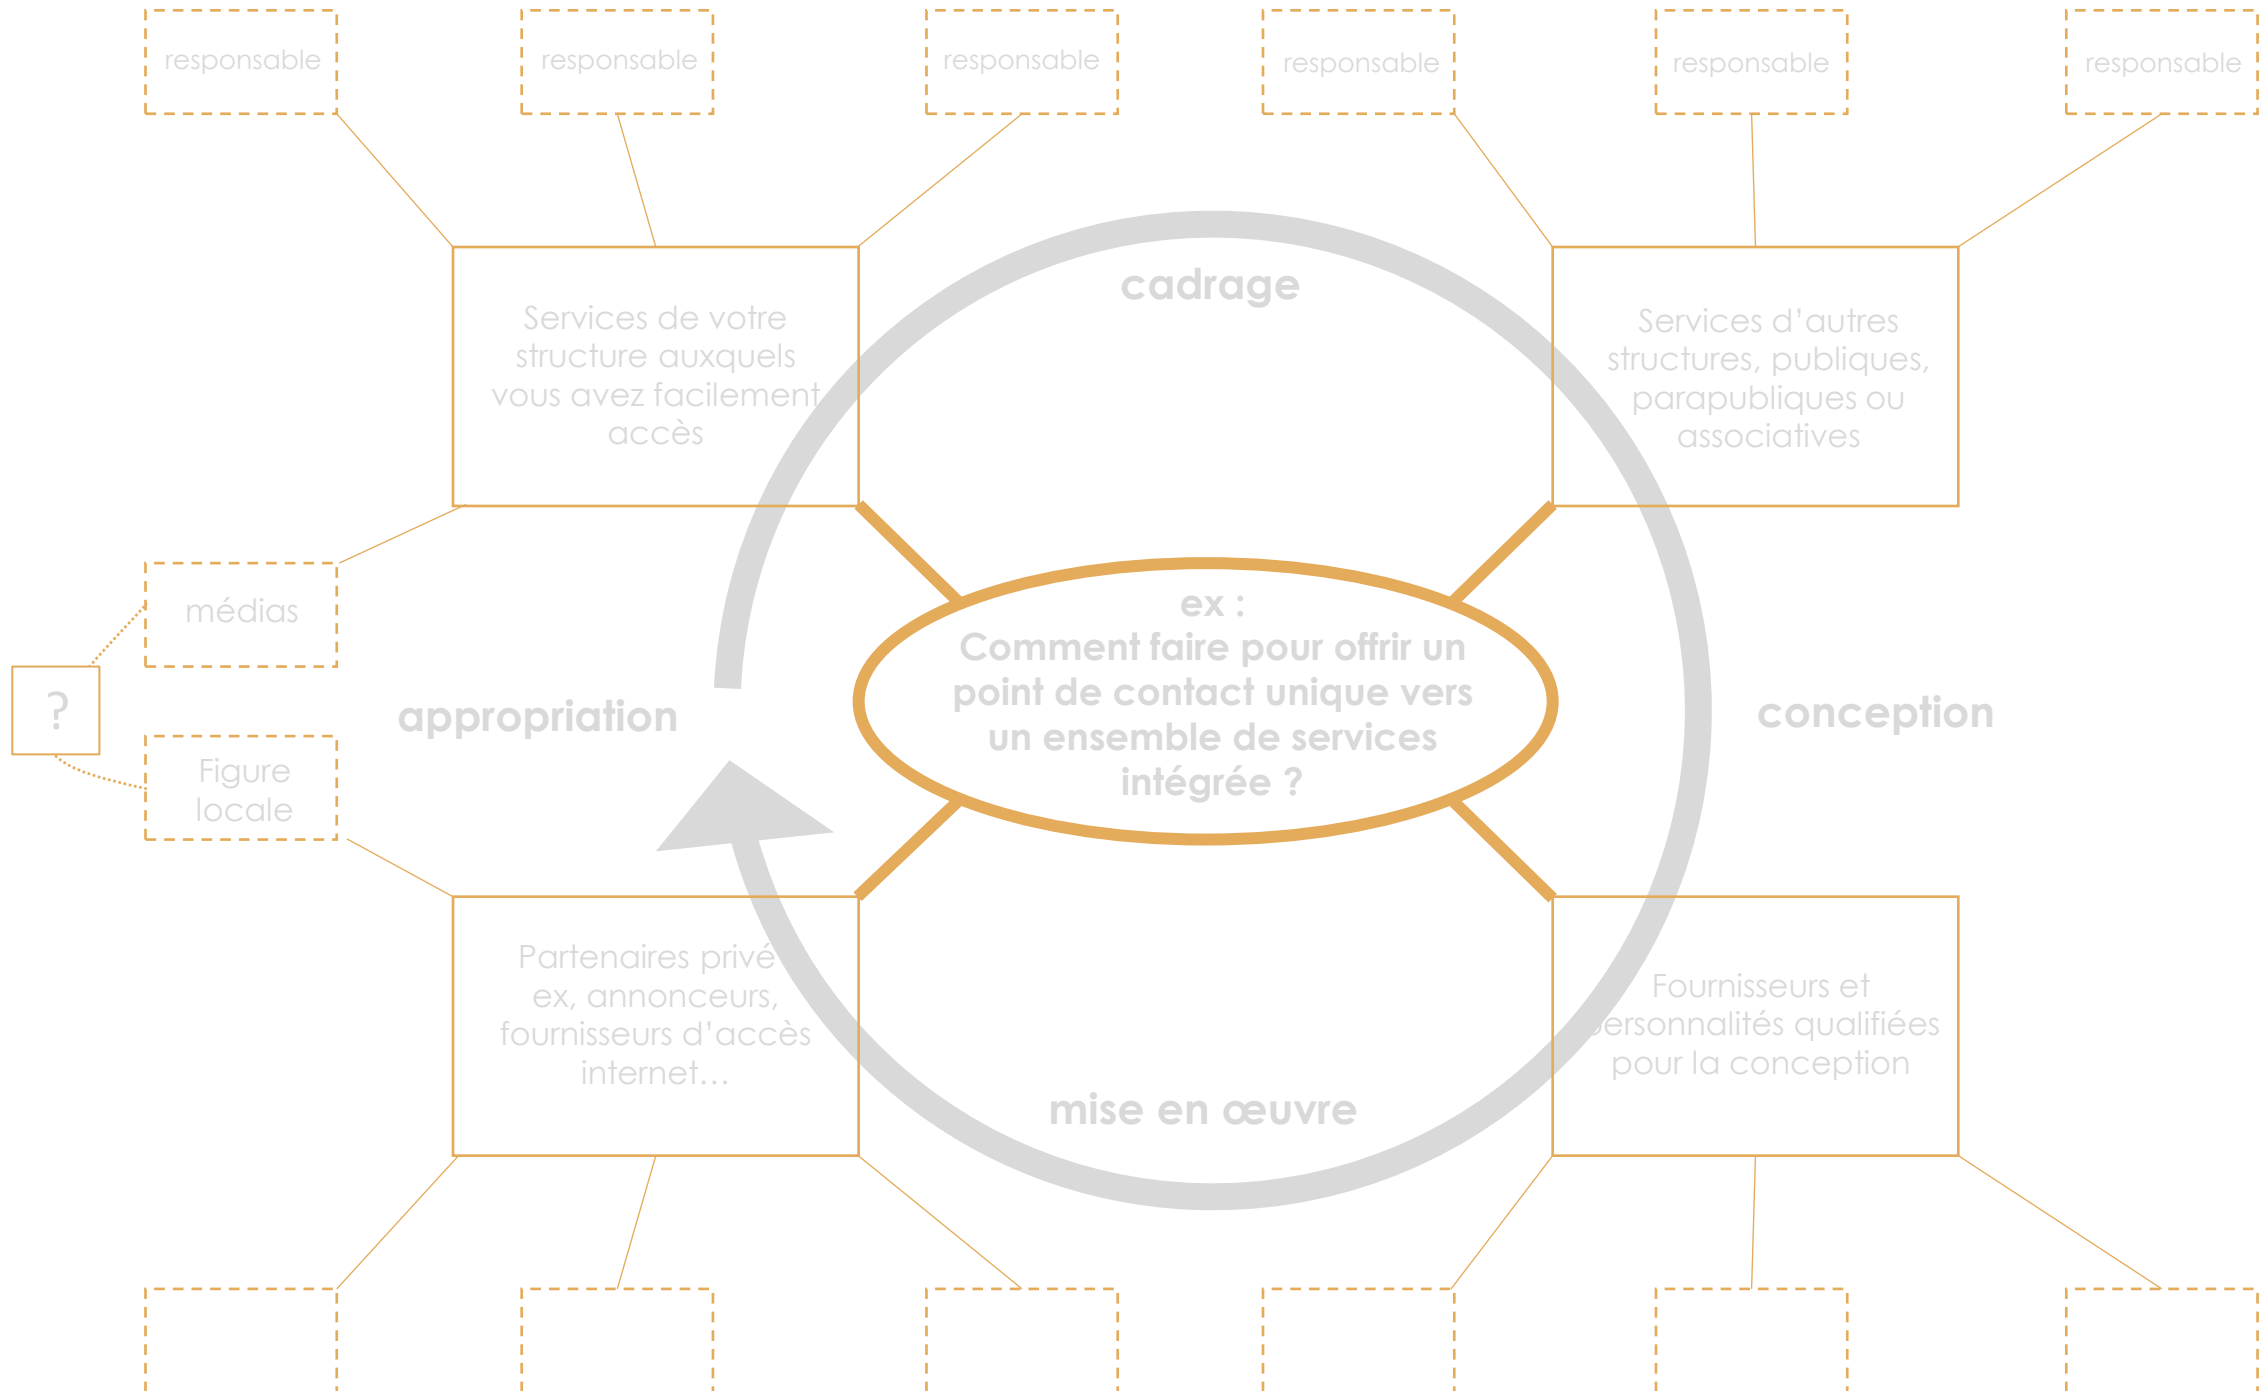 responsable
responsable
responsable
responsable
responsable
responsable
cadrage
Services de votre
structure auxquels
vous avez facilement
accès
Services d'autres
structures, publiques,
parapubliques ou
associatives
médias
?
Figure
locale
appropriation
ex :
Comment faire pour offrir un
point de contact unique vers
un ensemble de services
intégrée ?
conception
Partenaires privé
ex, annonceurs,
fournisseurs d'accès
internet…
Fournisseurs et
personnalités qualifiées
pour la conception
mise en œuvre